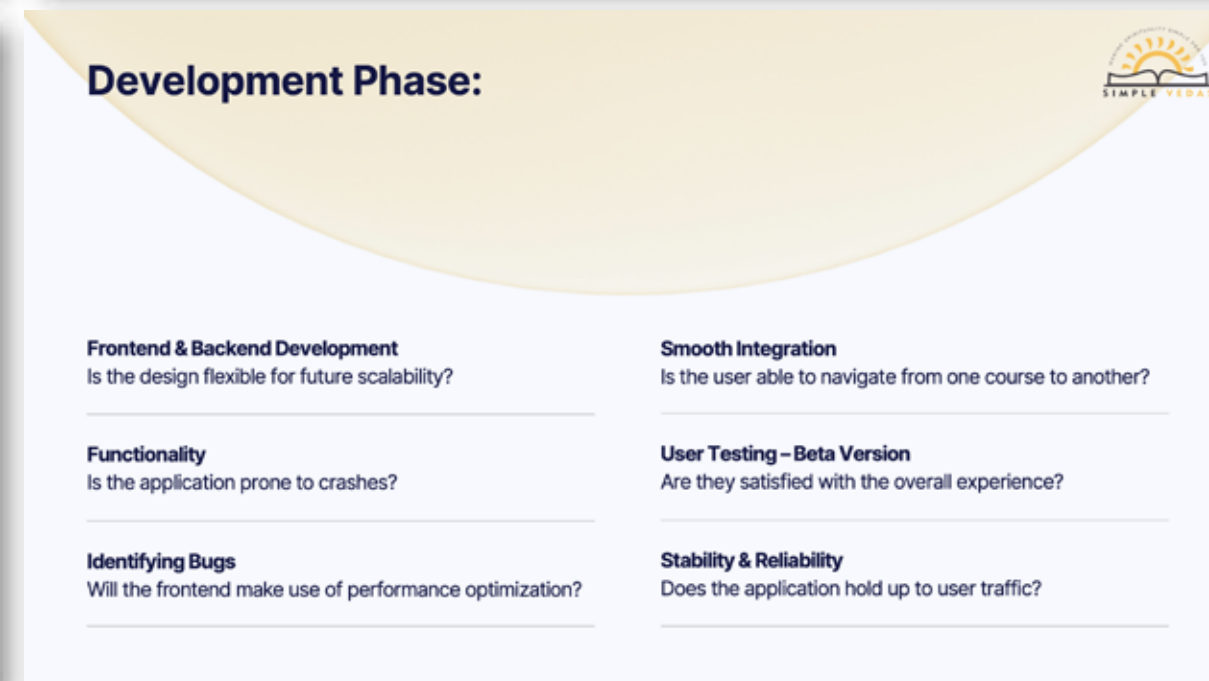 Development Phase:
SIMPLE VEDAS
Frontend & Backend Development
Is the design flexible for future scalability?
Functionality
Is the application prone to crashes?
Identifying Bugs
Will the frontend make use of performance optimization?
Smooth Integration
Is the user able to navigate from one course to another?
User Testing – Beta Version
Are they satisfied with the overall experience?
Stability & Reliability
Does the application hold up to user traffic?